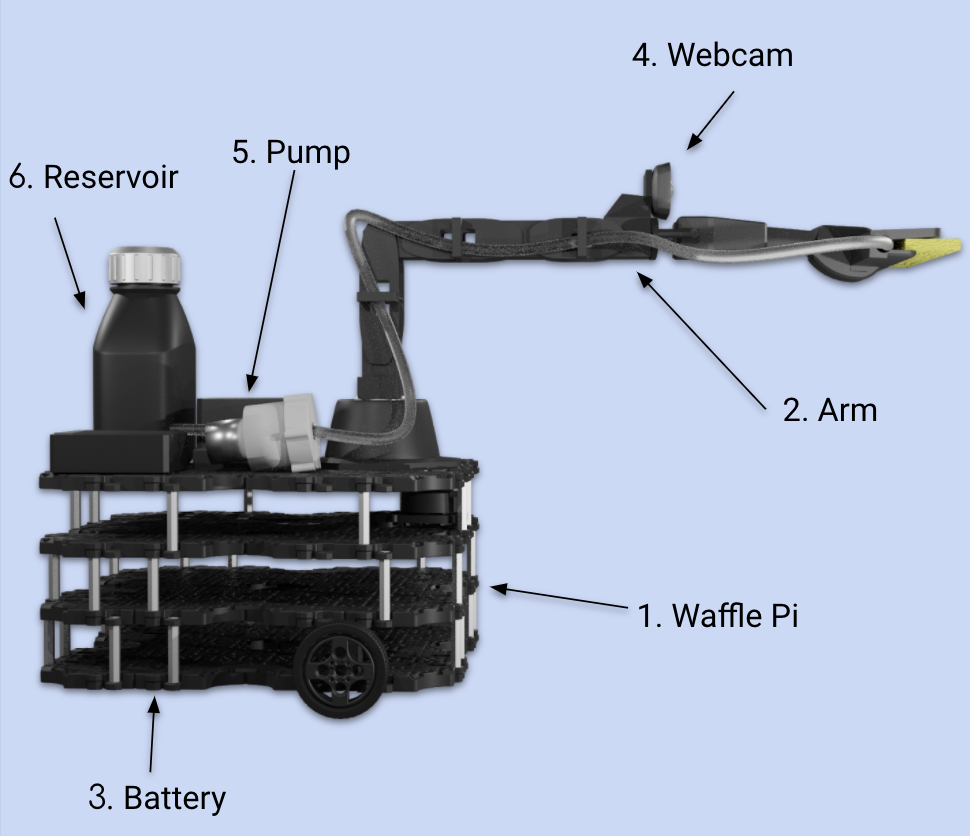 4. Webcam
5. Pump
6. Reservoir
2. Arm
1. Waffle Pi
3. Battery